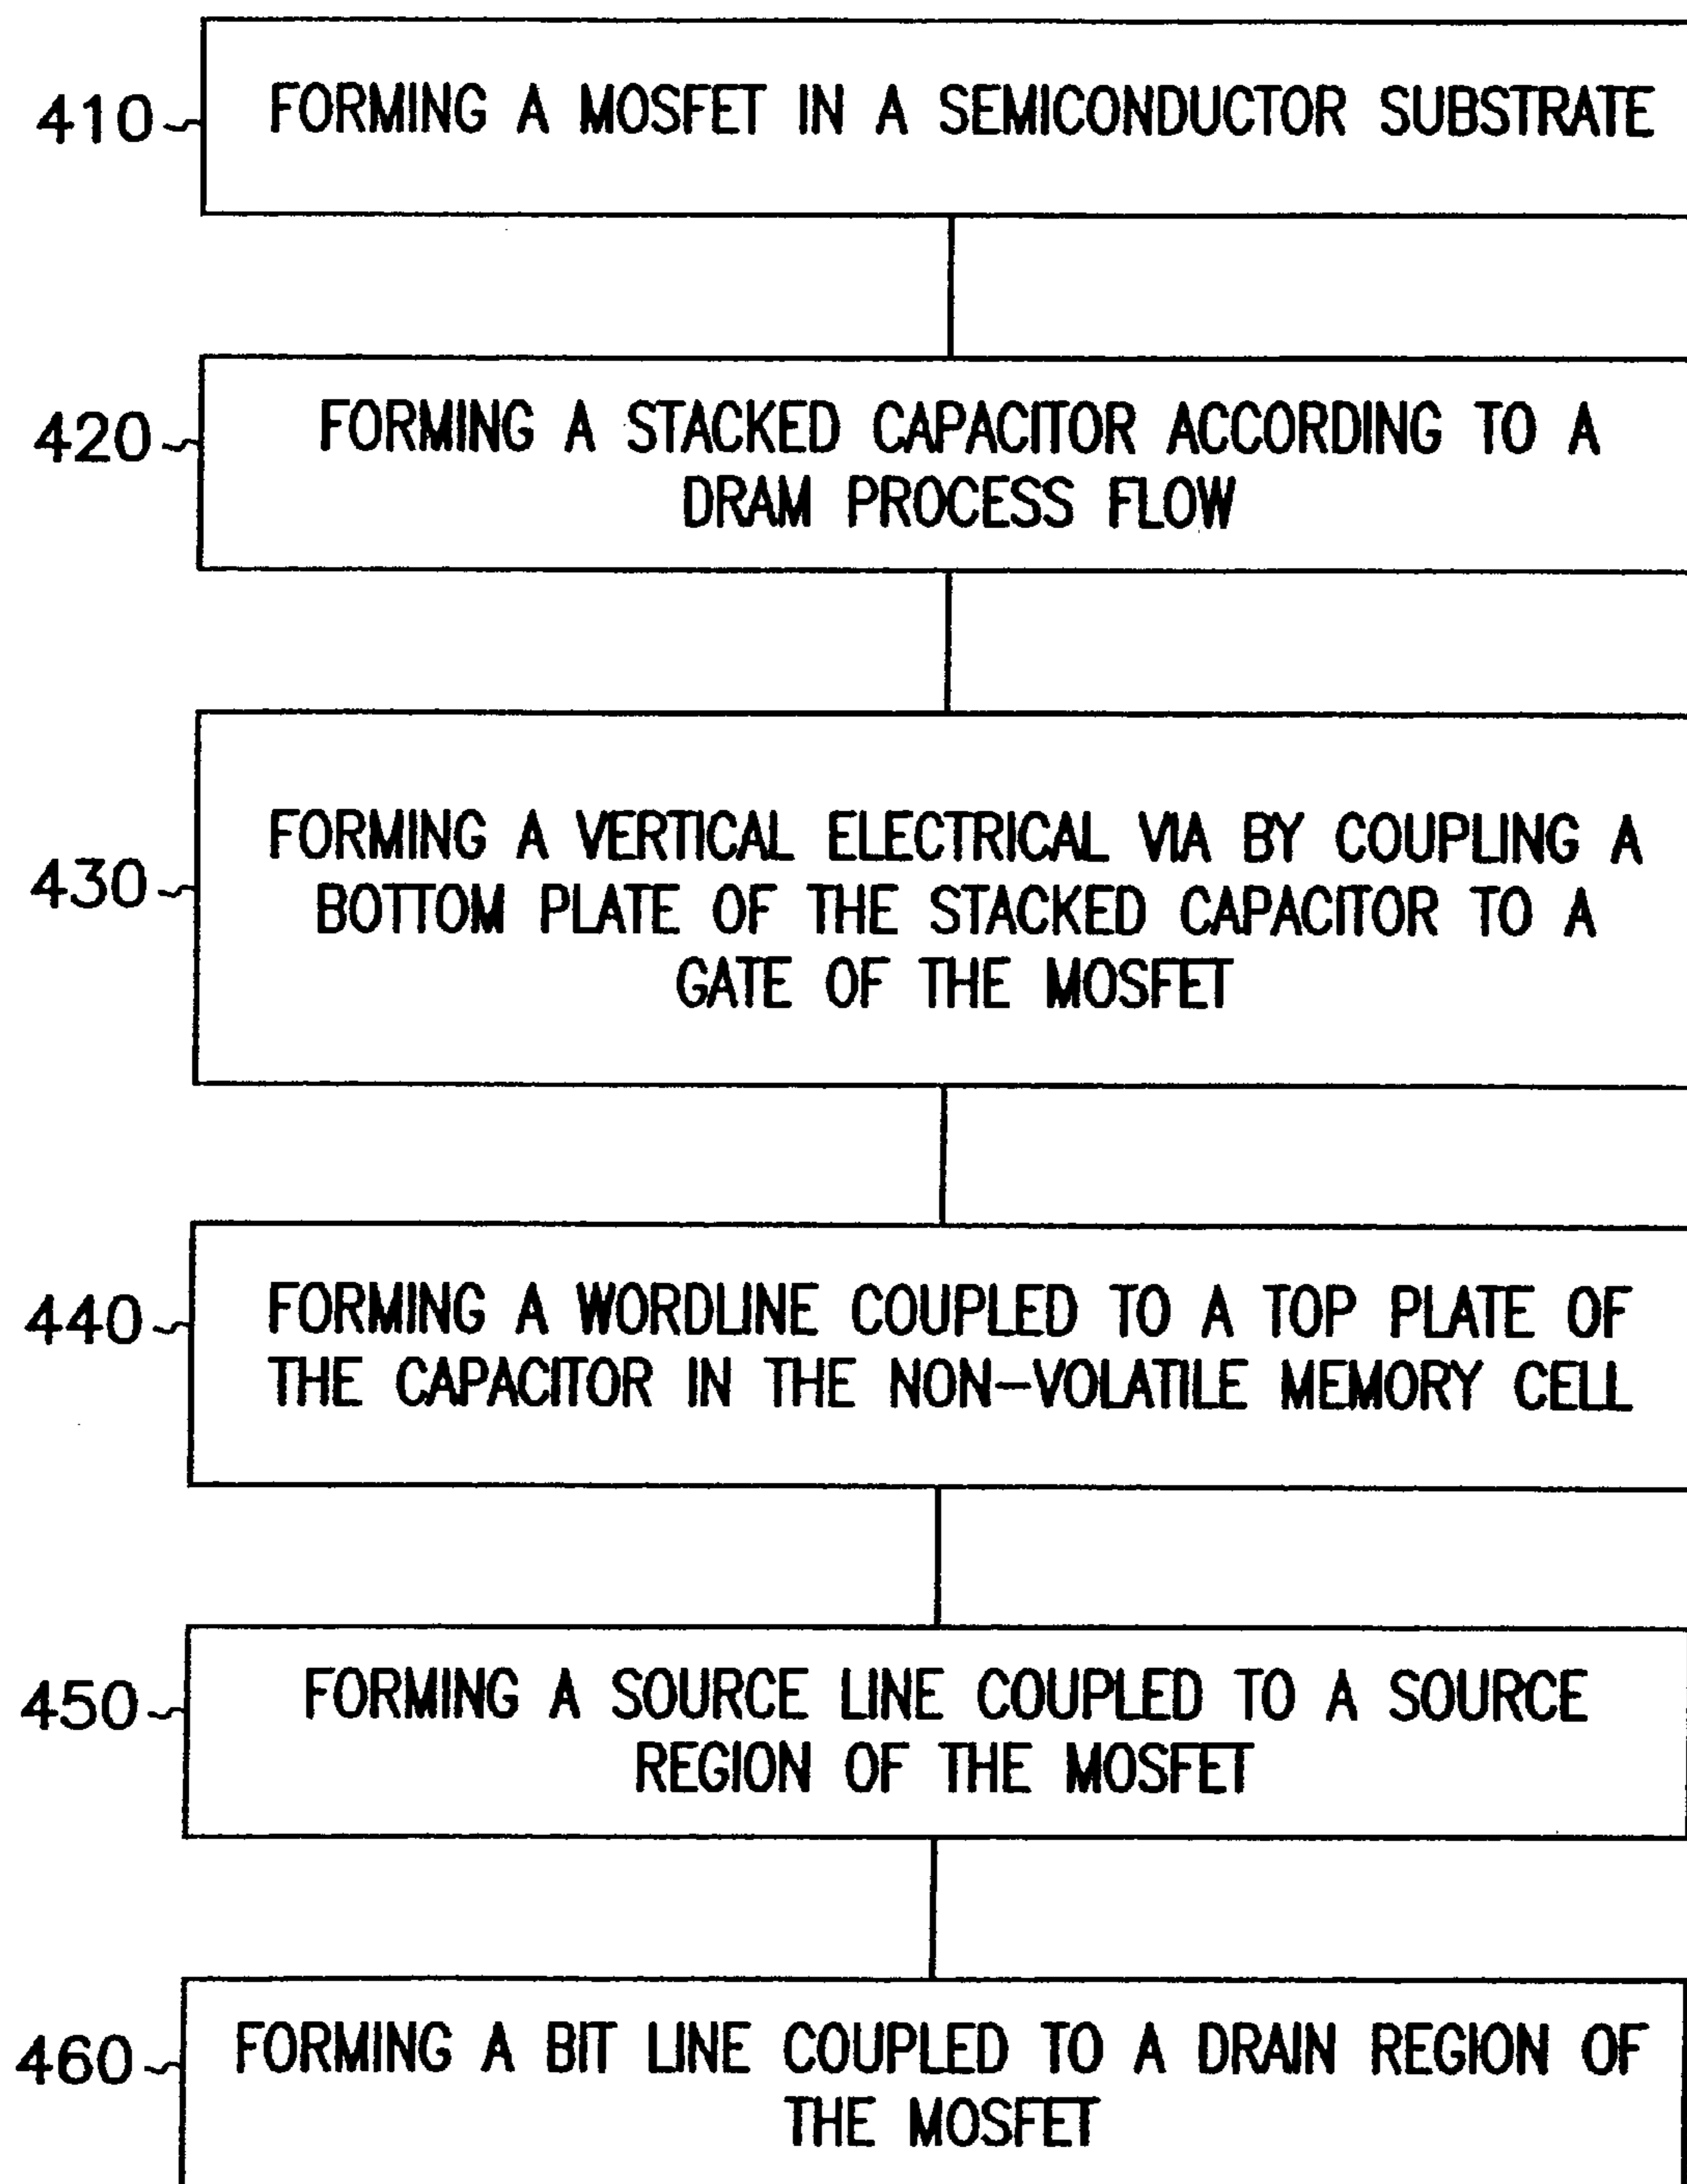 410 FORMING A MOSFET IN A SEMICONDUCTOR SUBSTRATE
420 FORMING A STACKED CAPACITOR ACCORDING TO A
DRAM PROCESS FLOW
FORMING A VERTICAL ELECTRICAL VIA BY COUPLING A
430 BOTTOM PLATE OF THE STACKED CAPACITOR TO A
GATE OF THE MOSFET
440 FORMING A WORDLINE COUPLED TO A TOP PLATE OF
THE CAPACITOR IN THE NON-VOLATILE MEMORY CELL
450 FORMING A SOURCE LINE COUPLED TO A SOURCE
REGION OF THE MOSFET
460 FORMING A BIT LINE COUPLED TO A DRAIN REGION OF
THE MOSFET